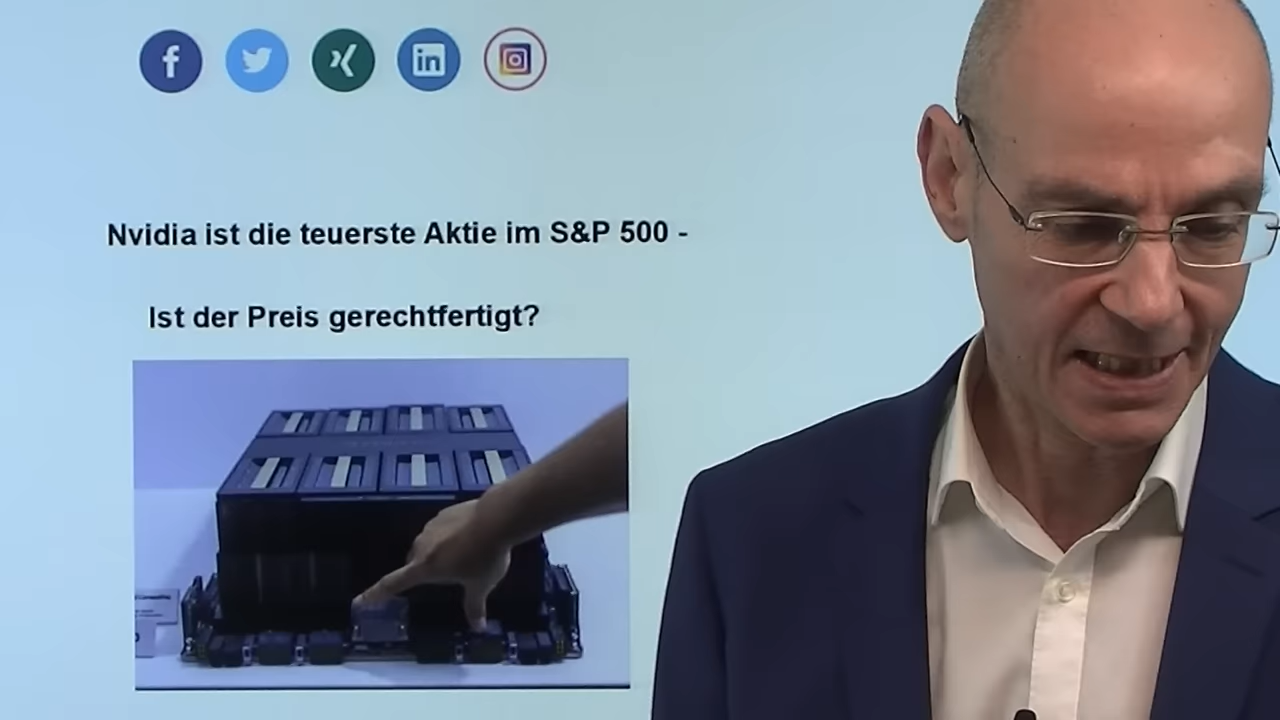 Nvidia ist die teuerste Aktie im S&P 500 -
Ist der Preis gerechtfertigt?